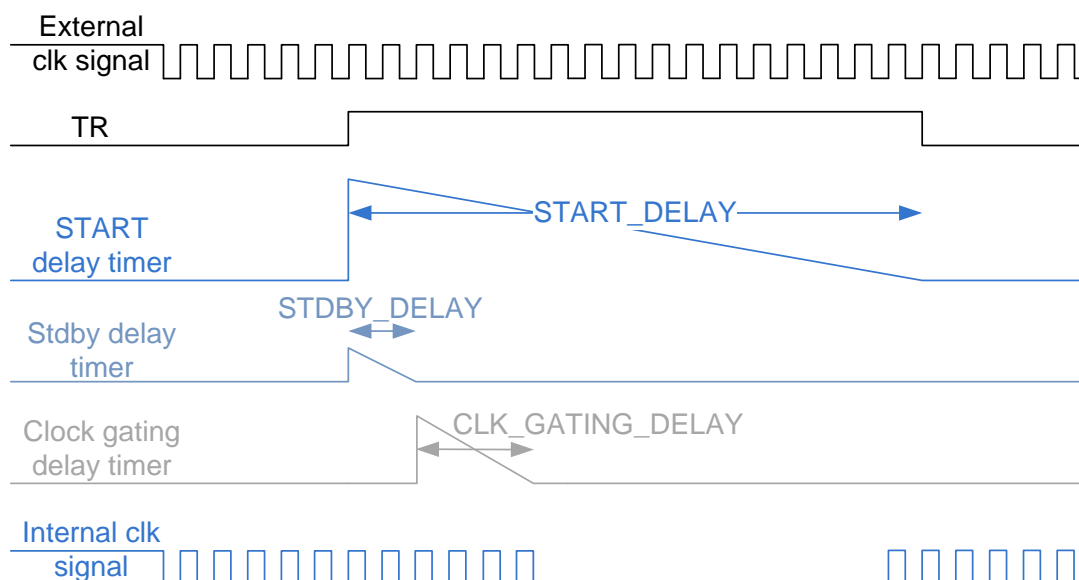 External
clk signal
TR
START_DELAY
START
delay timer
STDBY_DELAY
Stdby delay
timer
CLK_GATING_DELAY
Clock gating
delay timer
Internal clk
signal